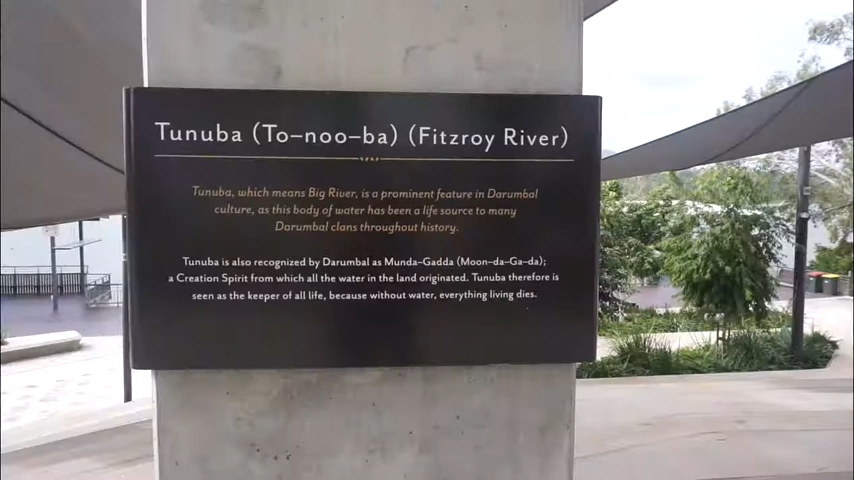 Tunuba (To-noo-ba) (Fitzroy River)
Tunuba, which means Big River, is a prominent feature in Darumbal
culture, as this body of water has been a life source to many
Darumbal clans throughout history.
Tunuba is also recognized by Darumbal as Munda-Gadda (Moon-da-Ga-da);
a Creation Spirit from which all the water in the land originated. Tunuba therefore is
seen as the keeper of all life, because without water, everything living dies.